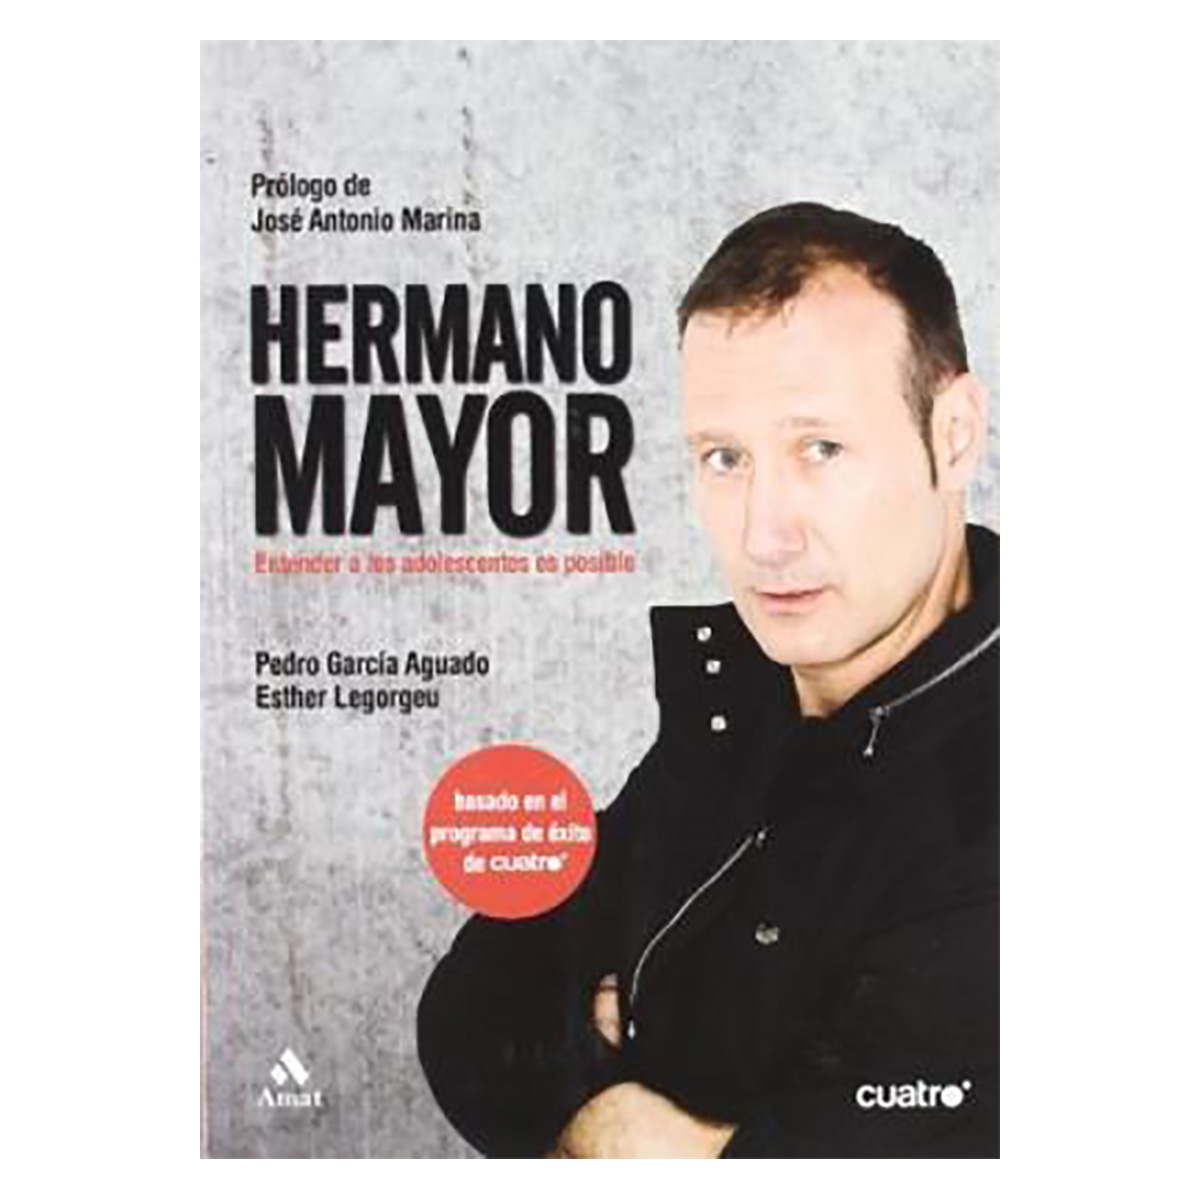 Prólogo de
José Antonio Marina
HERMANO
MAYOR
Entender a los adolescentes es posible
Pedro García Aguado
Esther Legorgeu
basado en el
programa de éxito
de cuatro
Amat
cuatro